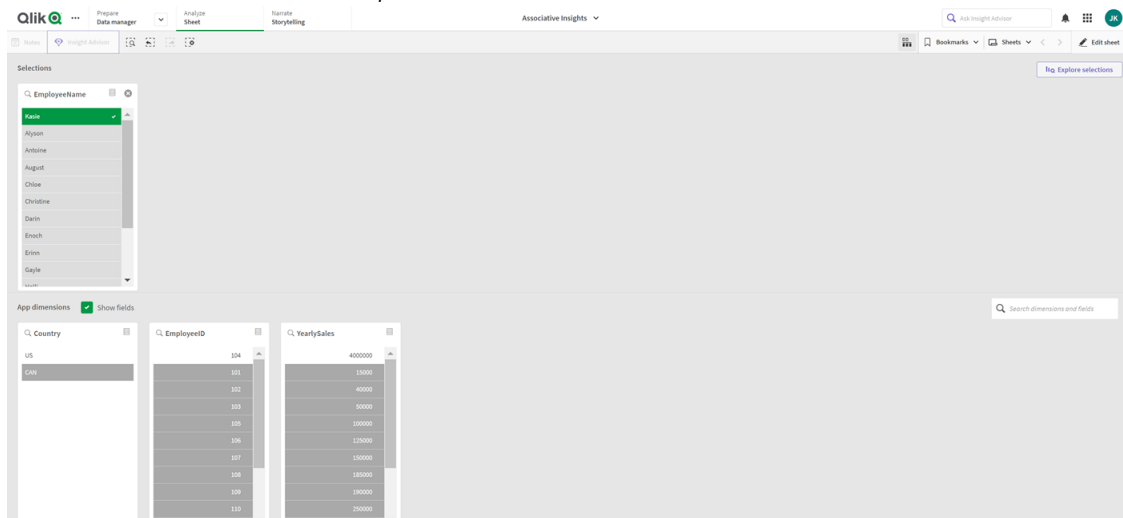 Qlik
Prepare
Data manager
Analyze
Sheet
Narrate
Storytelling
Associative Insights
Ask Insight Advisor
JK
Notes
Insight Advisor
Bookmarks
Sheets
Edit sheet
Selections
Explore selections
EmployeeName
Kasie
Alyson
Antoine
August
Chloe
Christine
Darin
Enoch
Erinn
Gayle
App dimensions
Show fields
Search dimensions and fields
Country
US
CAN
EmployeeID
104
101
102
103
105
106
107
108
109
110
YearlySales
4000000
15000
40000
50000
100000
125000
150000
185000
190000
250000